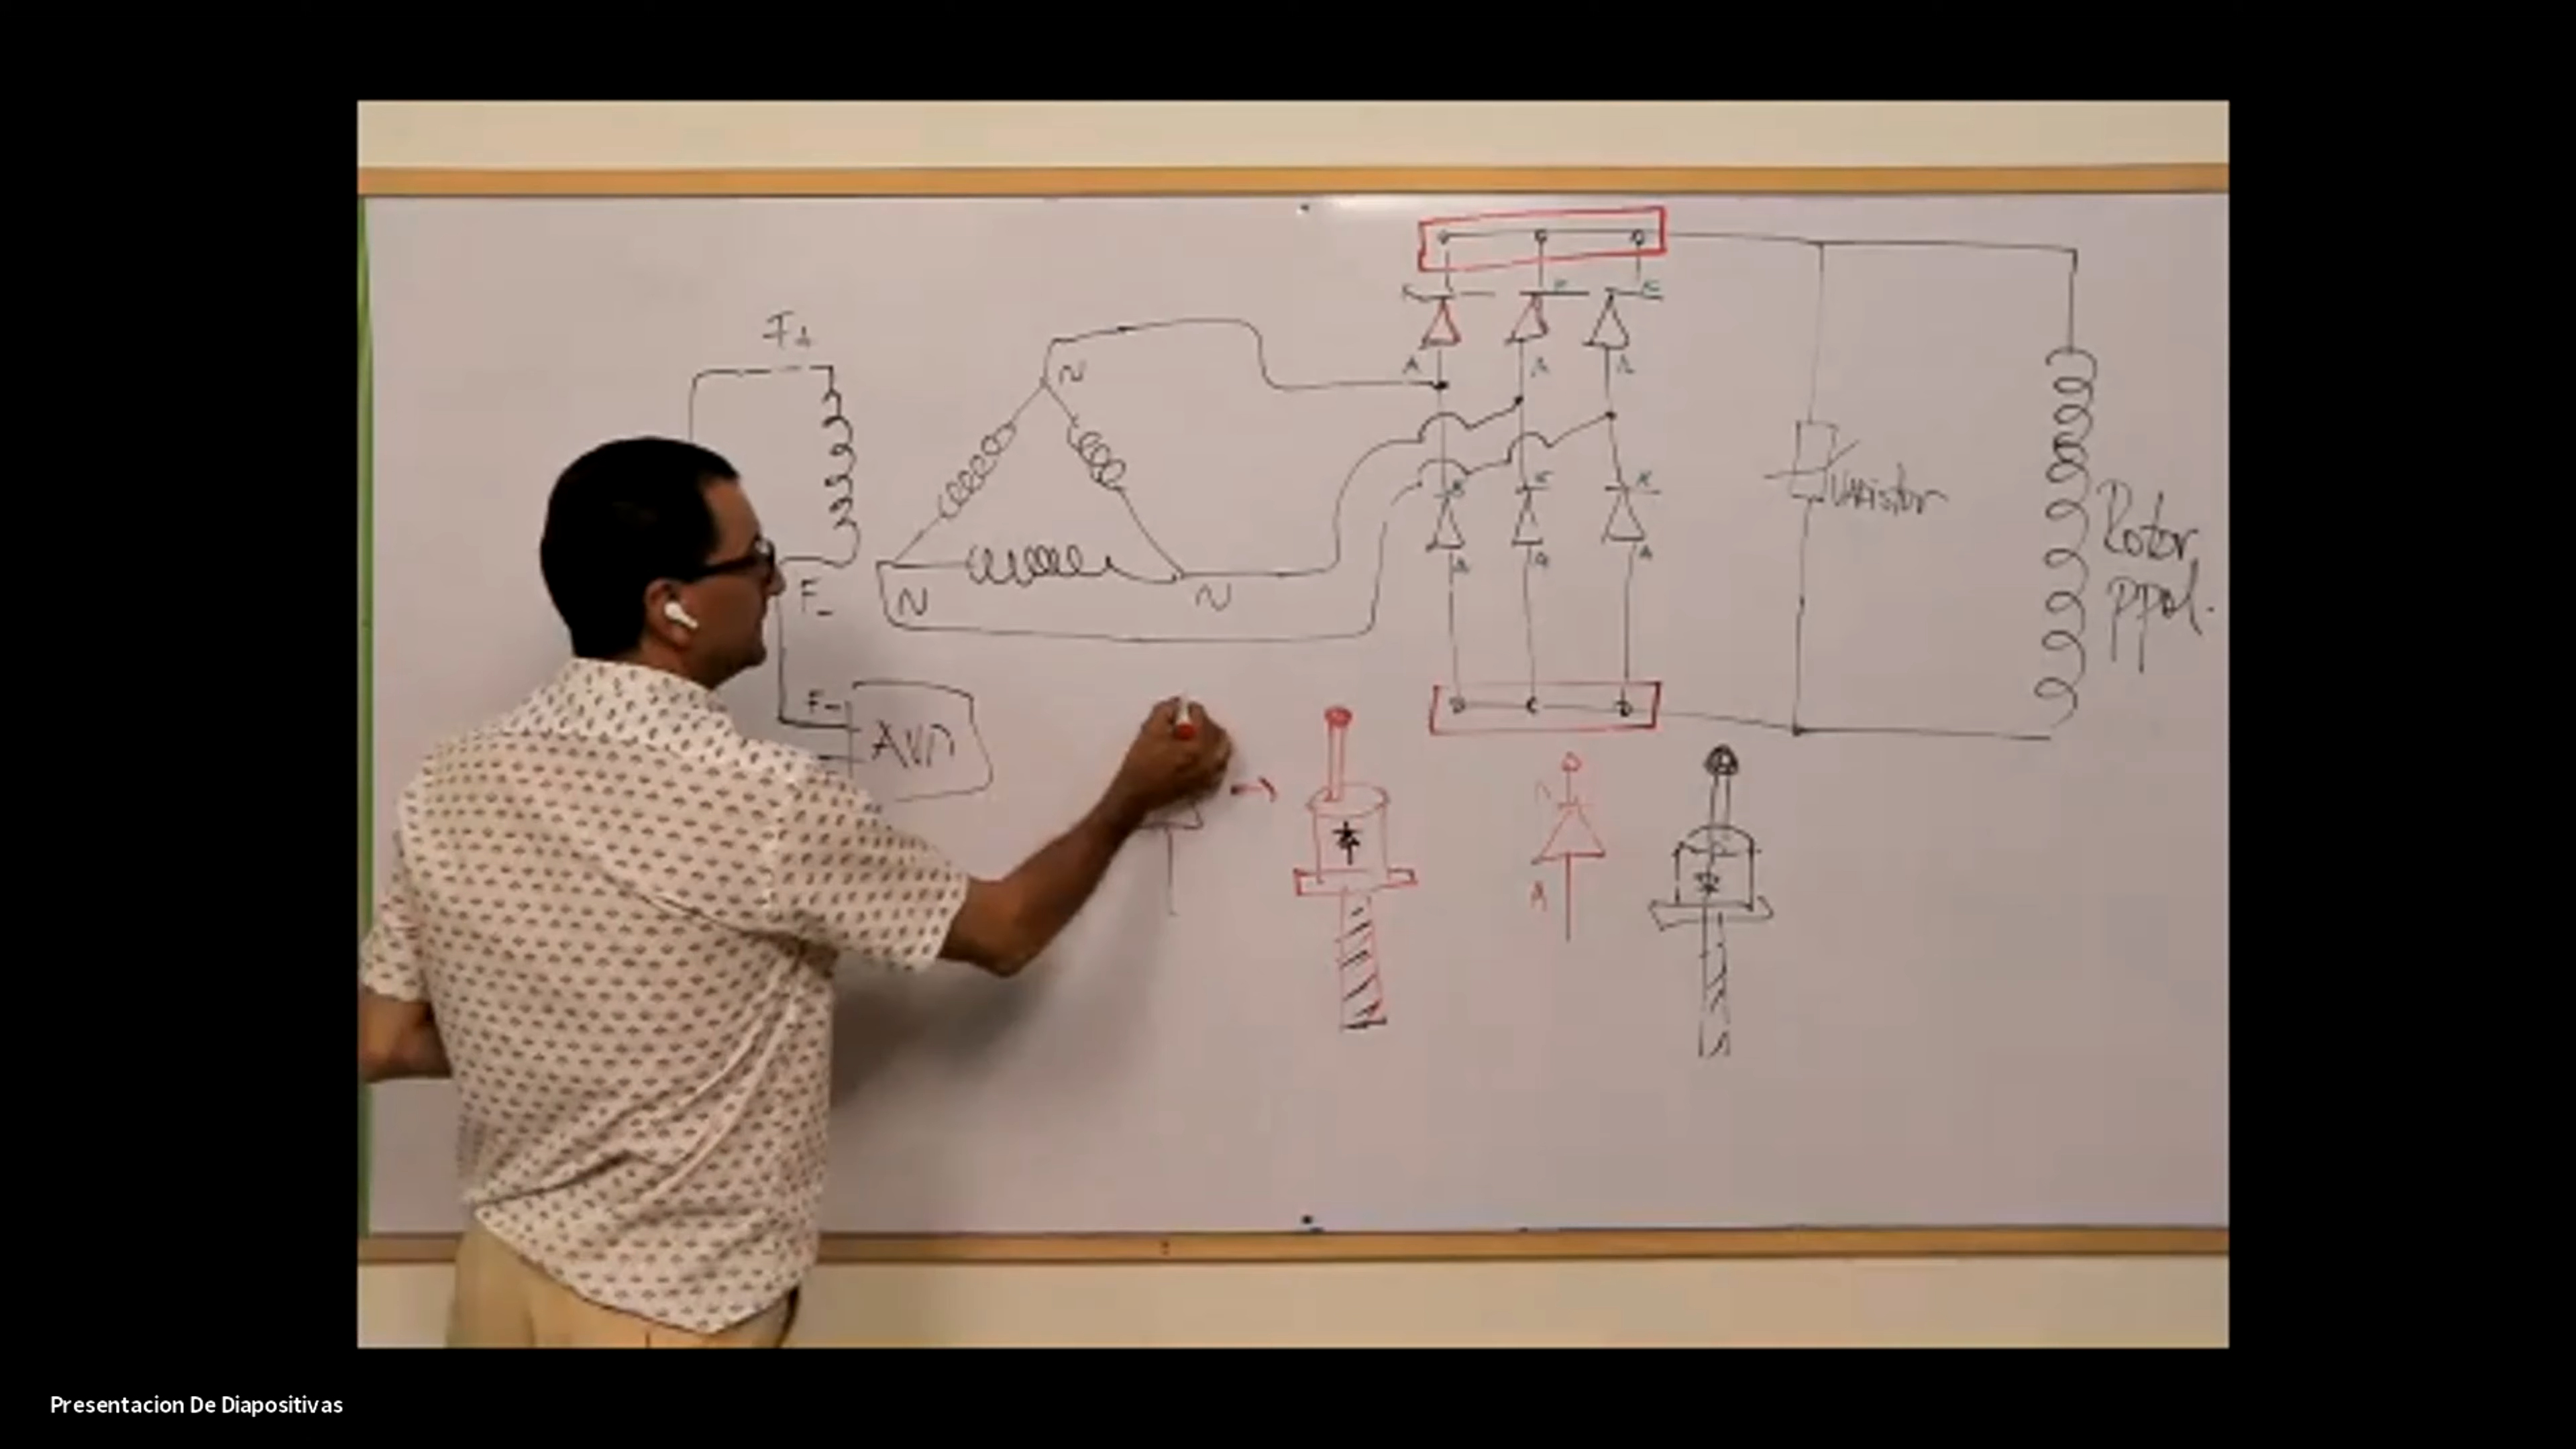 F+
N
K
K
K
A
A
A
K
K
K
A
A
A
N
N
F-
Varistor
Rotor
ppal.
F-
AVR
A
Presentacion De Diapositivas